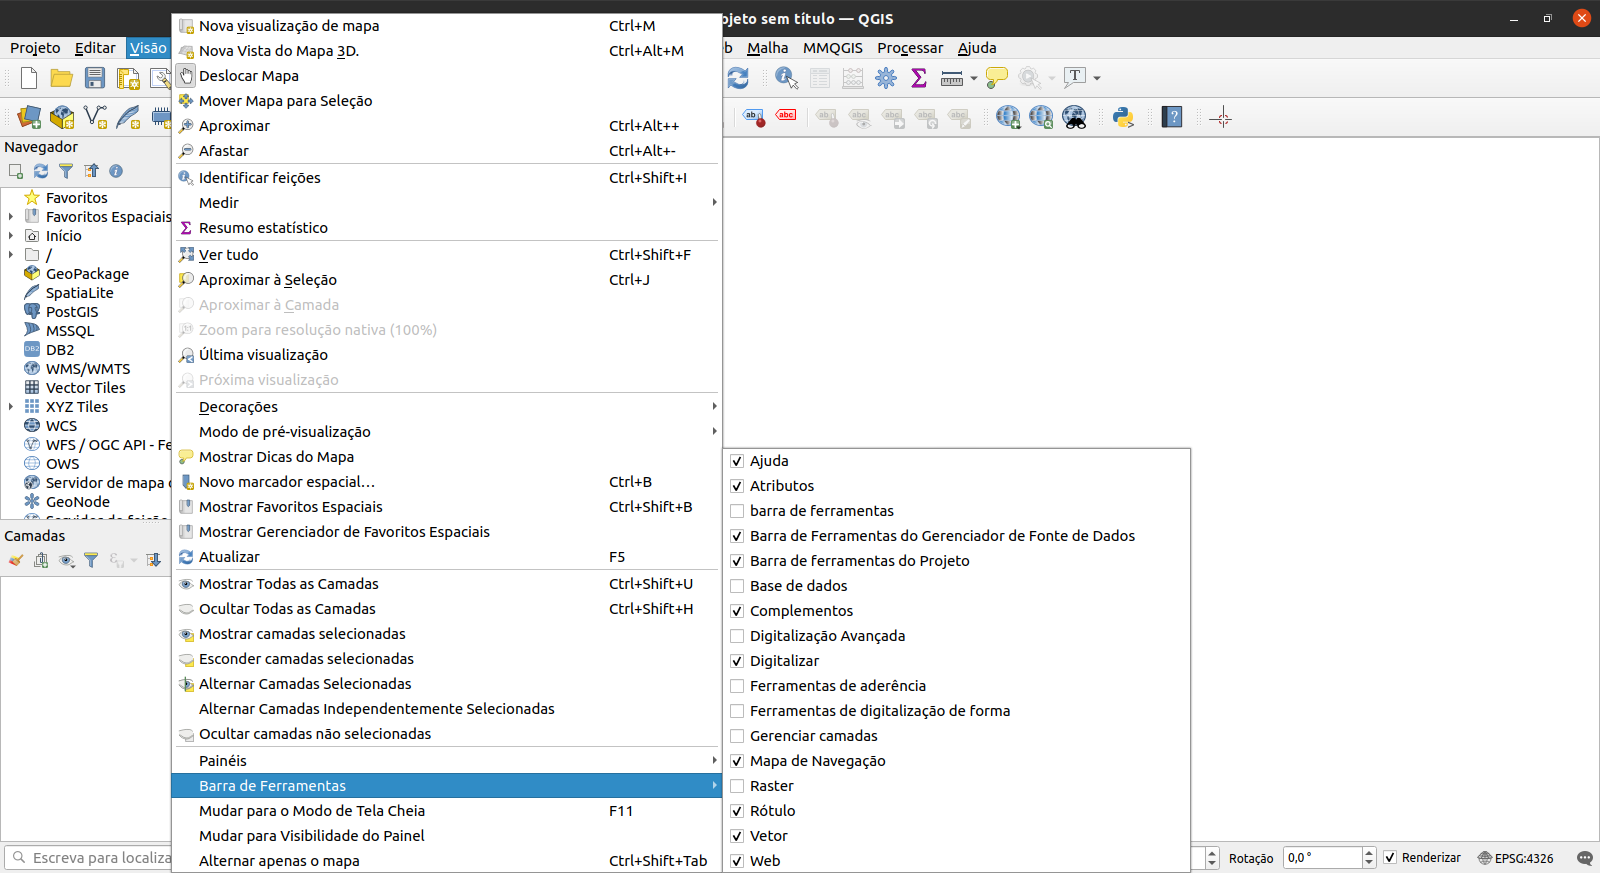 ojeto sem título — QGIS
Projeto Editar Visão
Malha MMQGIS Processar Ajuda
Nova visualização de mapa Ctrl+M
Nova Vista do Mapa 3D. Ctrl+Alt+M
Deslocar Mapa
Mover Mapa para Seleção
Aproximar Ctrl+Alt++
Afastar Ctrl+Alt+-
Identificar feições Ctrl+Shift+I
Medir
Resumo estatístico
Ver tudo Ctrl+Shift+F
Aproximar à Seleção Ctrl+J
Aproximar à Camada
Zoom para resolução nativa (100%)
Última visualização
Próxima visualização
Decorações
Modo de pré-visualização
Mostrar Dicas do Mapa
Novo marcador espacial... Ctrl+B
Mostrar Favoritos Espaciais Ctrl+Shift+B
Mostrar Gerenciador de Favoritos Espaciais
Atualizar F5
Mostrar Todas as Camadas Ctrl+Shift+U
Ocultar Todas as Camadas Ctrl+Shift+H
Mostrar camadas selecionadas
Esconder camadas selecionadas
Alternar Camadas Selecionadas
Alternar Camadas Independentemente Selecionadas
Ocultar camadas não selecionadas
Painéis
Barra de Ferramentas
Mudar para o Modo de Tela Cheia F11
Mudar para Visibilidade do Painel
Alternar apenas o mapa Ctrl+Shift+Tab
Navegador
Favoritos
Favoritos Espaciais
Início
/
GeoPackage
SpatiaLite
PostGIS
MSSQL
DB2
WMS/WMTS
Vector Tiles
XYZ Tiles
WCS
WFS / OGC API - Fe
OWS
Servidor de mapa
GeoNode
Camadas
Escreva para localiza
Ajuda
Atributos
barra de ferramentas
Barra de Ferramentas do Gerenciador de Fonte de Dados
Barra de ferramentas do Projeto
Base de dados
Complementos
Digitalização Avançada
Digitalizar
Ferramentas de aderência
Ferramentas de digitalização de forma
Gerenciar camadas
Mapa de Navegação
Raster
Rótulo
Vetor
Web
Rotação 0,0 ° Renderizar EPSG:4326